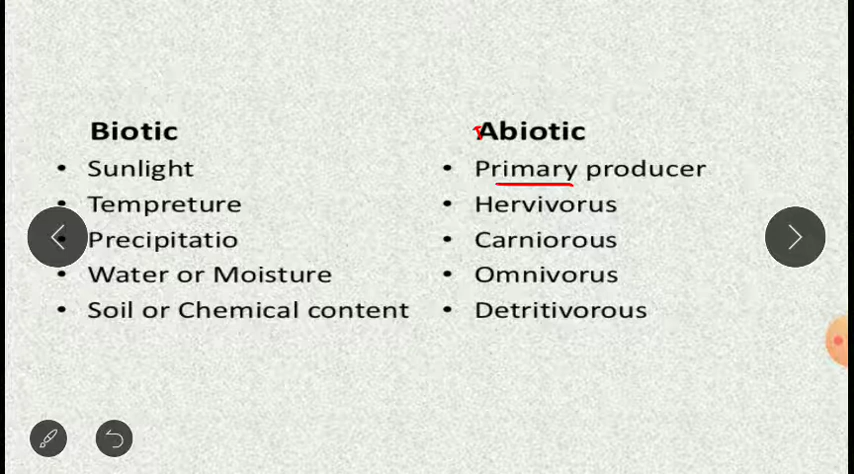 Biotic
• Sunlight
• Tempreture
Precipitatio
• Water or Moisture
• Soil or Chemical content
Abiotic
• Primary producer
• Hervivorus
• Carniorous
• Omnivorus
• Detritivorous